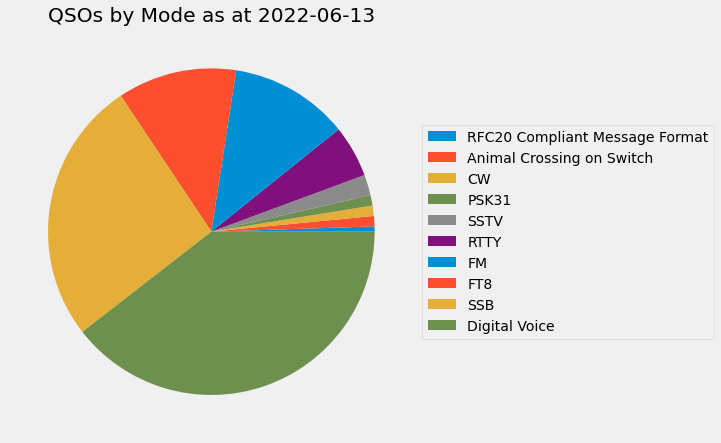 QSOs by Mode as at 2022-06-13
RFC20 Compliant Message Format
Animal Crossing on Switch
CW
PSK31
SSTV
RTTY
FM
FT8
SSB
Digital Voice